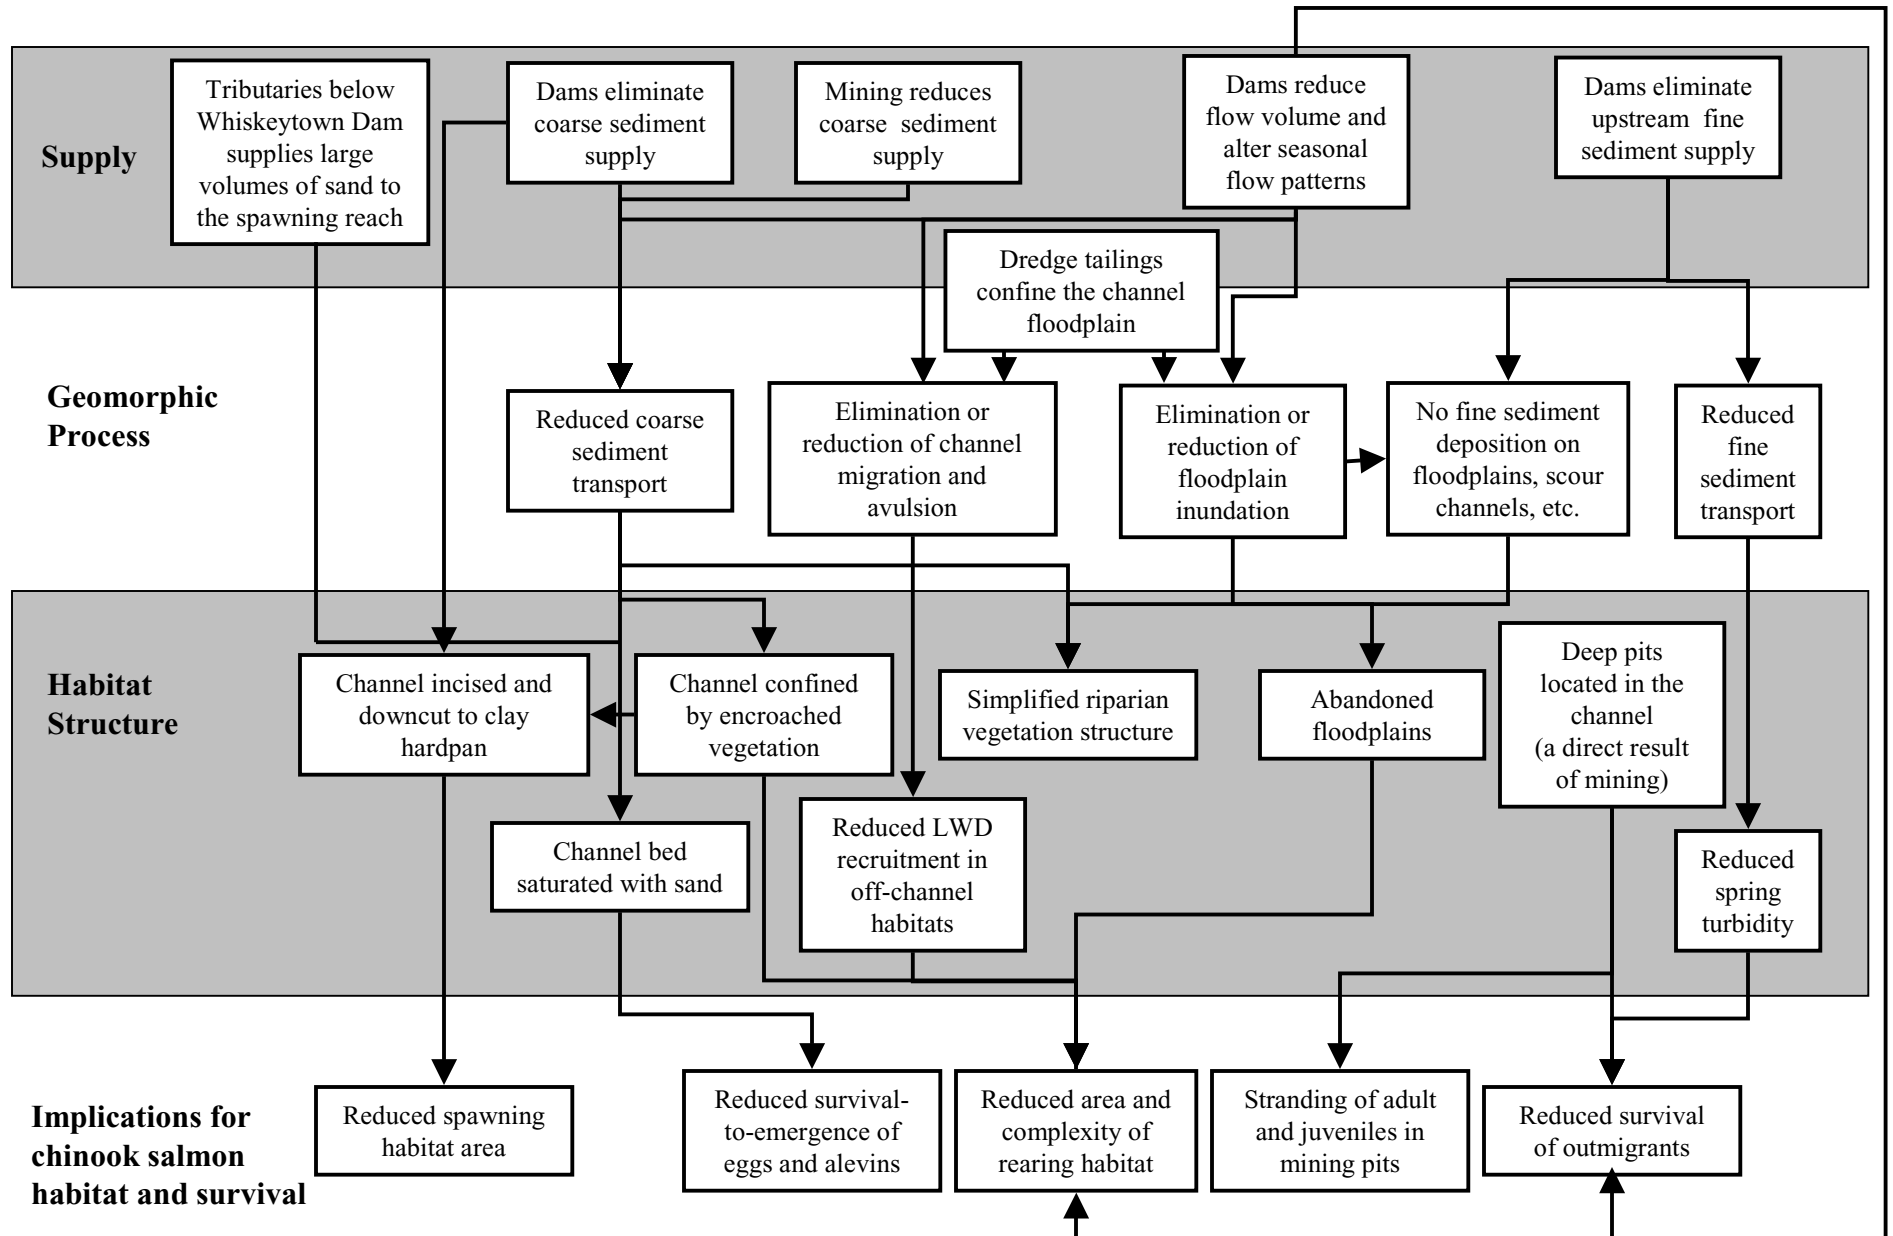 Supply
Tributaries below
Whiskeytown Dam
supplies large
volumes of sand to
the spawning reach
Dams eliminate
coarse sediment
supply
Mining reduces
coarse sediment
supply
Dams reduce
flow volume and
alter seasonal
flow patterns
Dams eliminate
upstream fine
sediment supply
Dredge tailings
confine the channel
floodplain
Geomorphic
Process
Reduced coarse
sediment
transport
Elimination or
reduction of channel
migration and
avulsion
Elimination or
reduction of
floodplain
inundation
No fine sediment
deposition on
floodplains, scour
channels, etc.
Reduced
fine
sediment
transport
Habitat
Structure
Channel incised and
downcut to clay
hardpan
Channel confined
by encroached
vegetation
Simplified riparian
vegetation structure
Abandoned
floodplains
Deep pits
located in the
channel
(a direct result
of mining)
Channel bed
saturated with sand
Reduced LWD
recruitment in
off-channel
habitats
Reduced
spring
turbidity
Implications for
chinook salmon
habitat and survival
Reduced spawning
habitat area
Reduced survival-
to-emergence of
eggs and alevins
Reduced area and
complexity of
rearing habitat
Stranding of adult
and juveniles in
mining pits
Reduced survival
of outmigrants